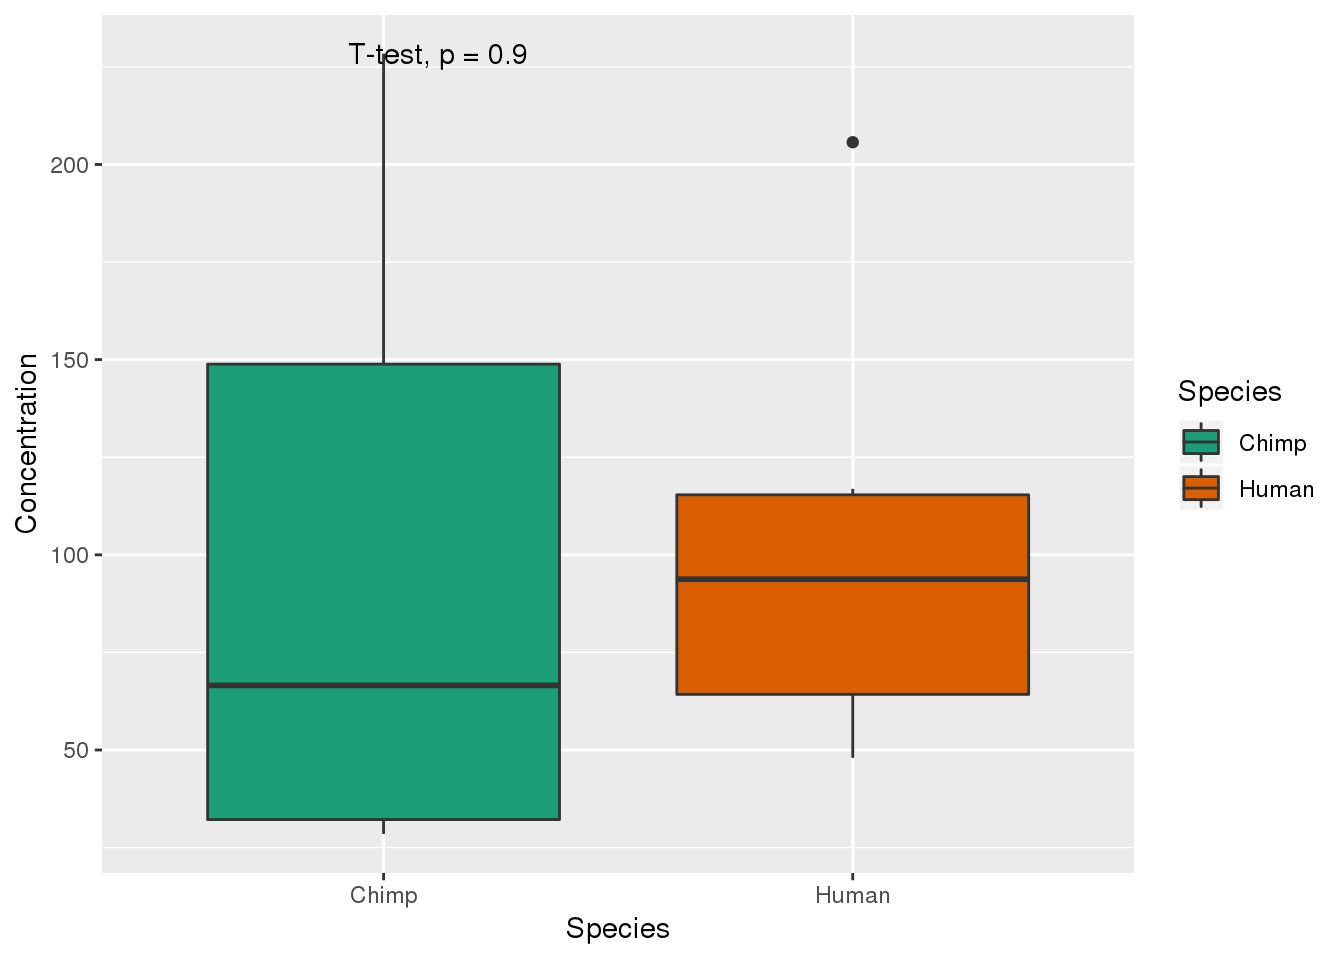 T-test, p = 0.9
200
150
100
50
Concentration
Chimp
Human
Species
Species
Chimp
Human